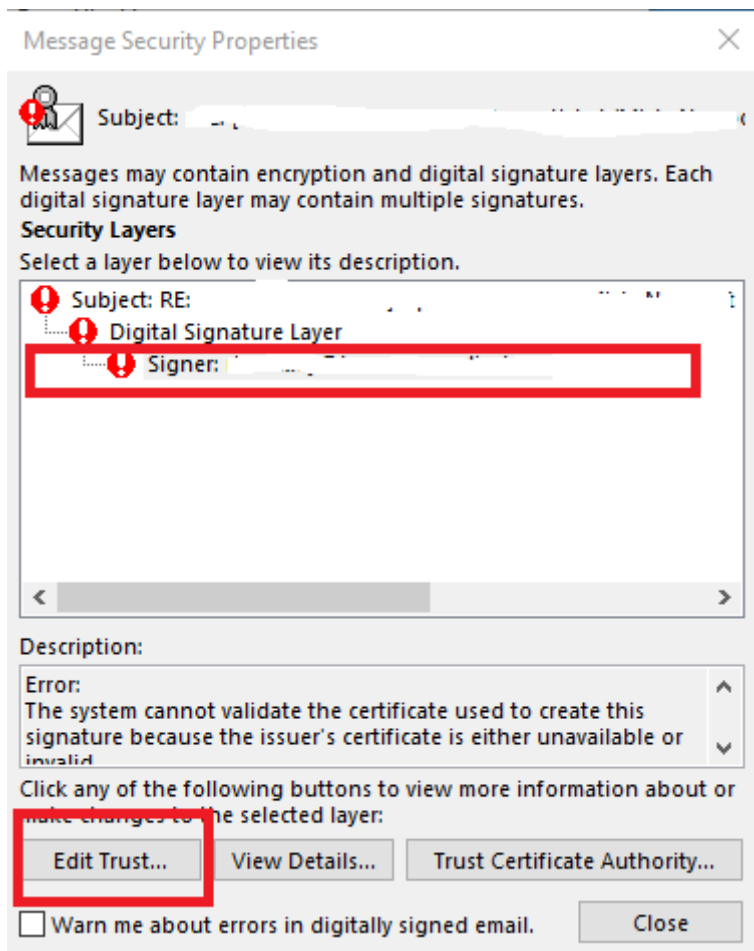 Message Security Properties
Subject:
Messages may contain encryption and digital signature layers. Each
digital signature layer may contain multiple signatures.
Security Layers
Select a layer below to view its description.
Subject: RE:
Digital Signature Layer
Signer:
Description:
Error:
The system cannot validate the certificate used to create this
signature because the issuer's certificate is either unavailable or
invalid
Click any of the following buttons to view more information about or
make changes to the selected layer:
Edit Trust... View Details... Trust Certificate Authority...
Warn me about errors in digitally signed email. Close